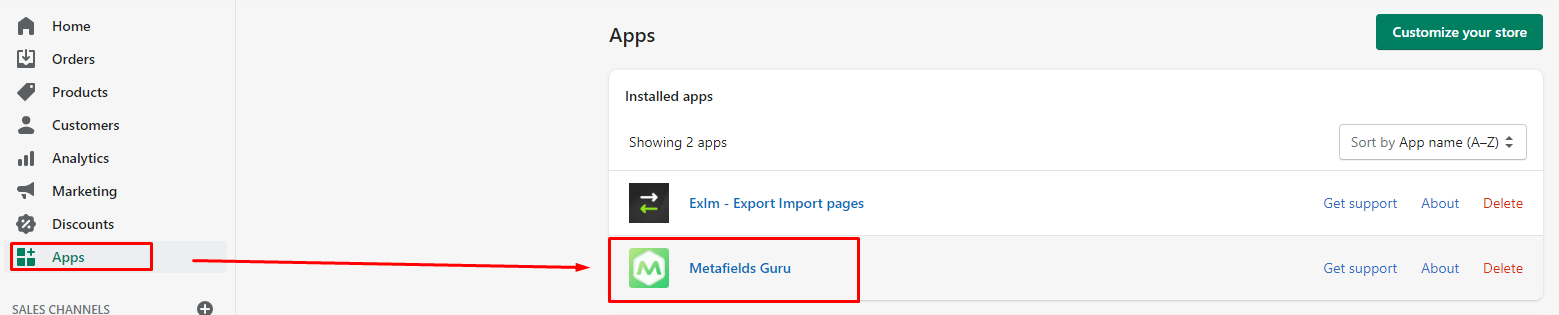 Home
Orders
Products
Customers
Analytics
Marketing
Discounts
Apps
SALES CHANNELS
Apps
Customize your store
Installed apps
Showing 2 apps
Sort by App name (A–Z)
ExIm - Export Import pages
Get support About Delete
Metafields Guru
Get support About Delete